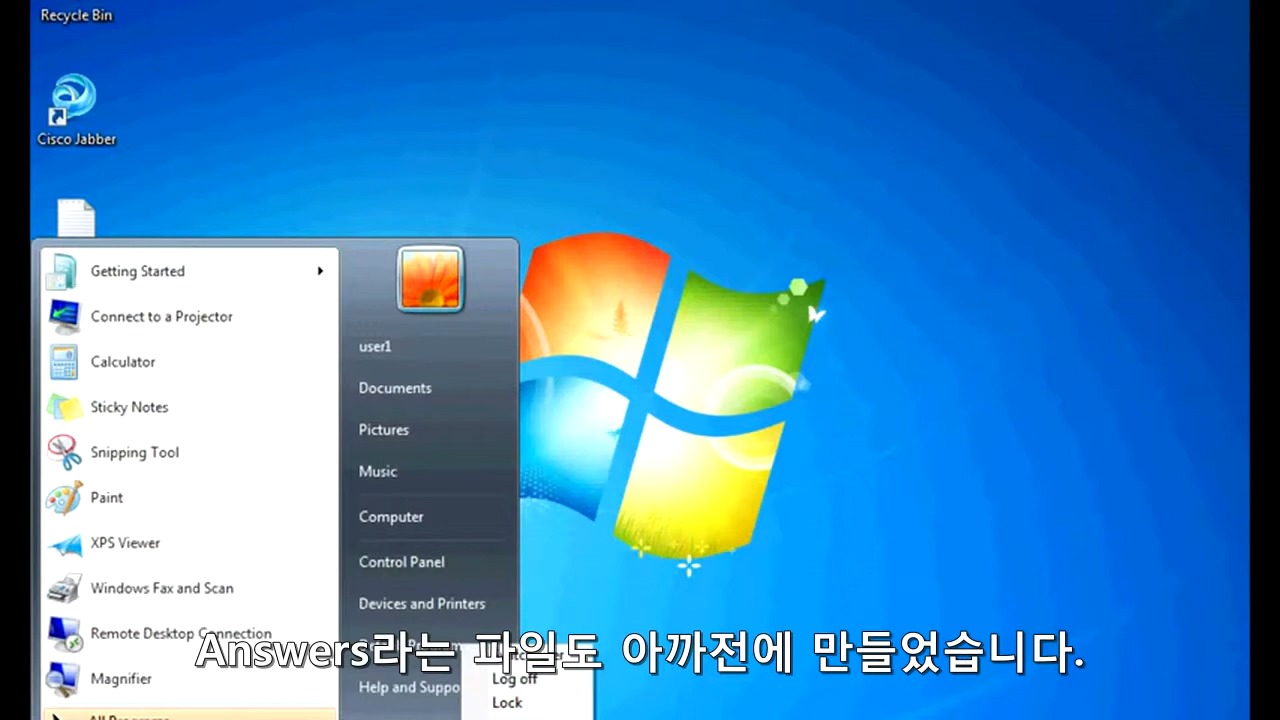 Recycle Bin
Cisco Jabber
Getting Started
Connect to a Projector
Calculator
Sticky Notes
Snipping Tool
Paint
XPS Viewer
Windows Fax and Scan
Remote Desktop Connection
Magnifier
All Programs
user1
Documents
Pictures
Music
Computer
Control Panel
Devices and Printers
Help and Suppo
Log off
Lock
Answers라는 파일도 아까전에 만들었습니다.